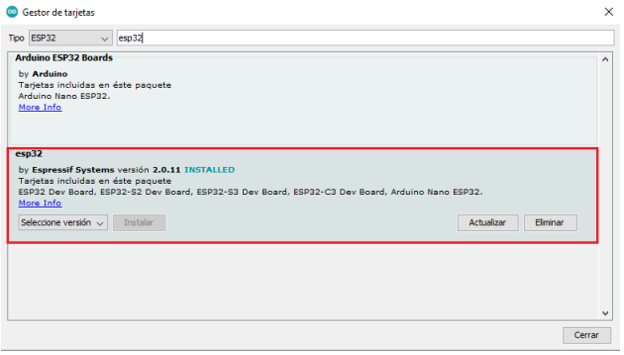 Gestor de tarjetas
Tipo ESP32 esp32
Arduino ESP32 Boards
by Arduino
Tarjetas incluidas en éste paquete
Arduino Nano ESP32.
More Info
esp32
by Espressif Systems versión 2.0.11 INSTALLED
Tarjetas incluidas en éste paquete
ESP32 Dev Board, ESP32-S2 Dev Board, ESP32-S3 Dev Board, ESP32-C3 Dev Board, Arduino Nano ESP32.
More Info
Seleccione versión Instalar Actualizar Eliminar
Cerrar